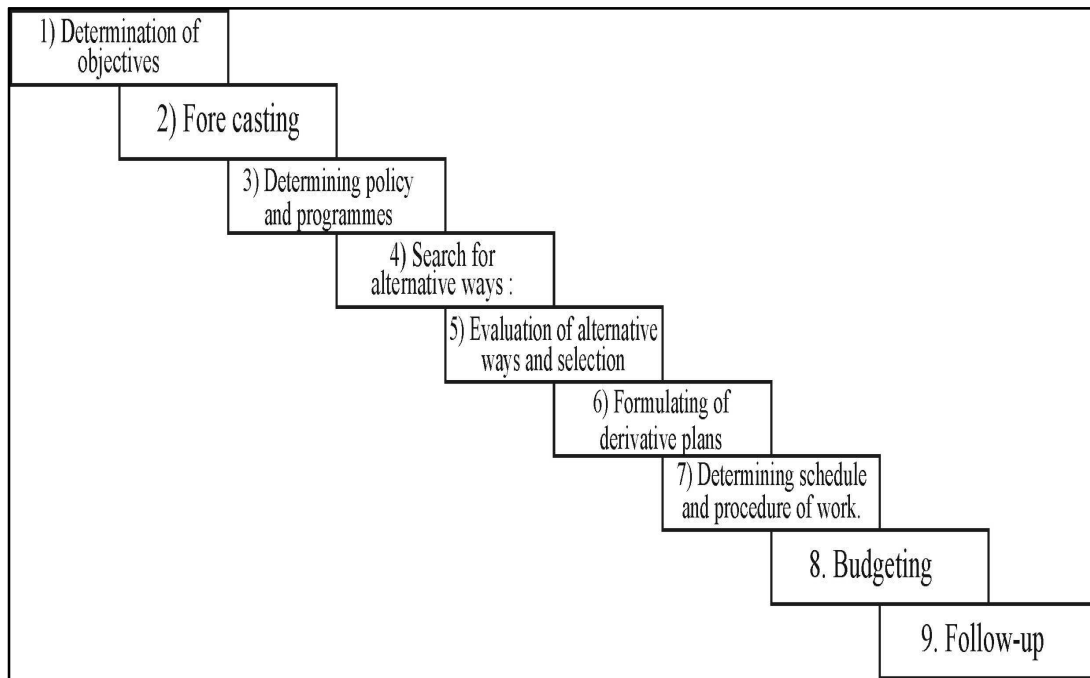 1) Determination of
objectives
2) Fore casting
3) Determining policy
and programmes
4) Search for
alternative ways :
5) Evaluation of alternative
ways and selection
6) Formulating of
derivative plans
7) Determining schedule
and procedure of work.
8. Budgeting
9. Follow-up